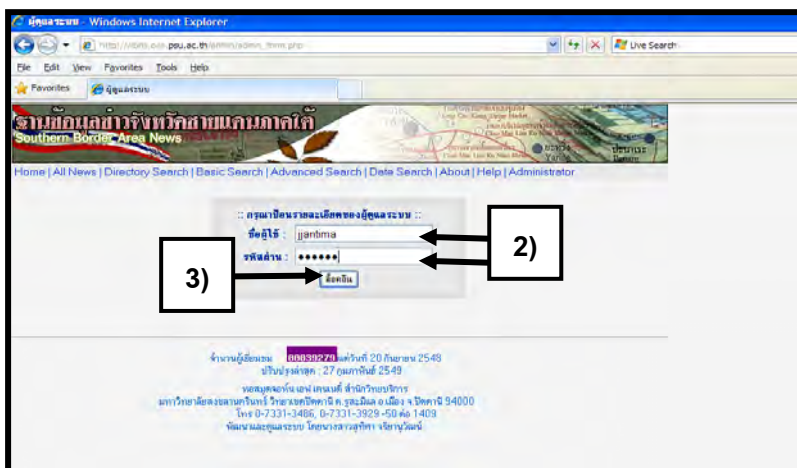 ผู้ดูแลระบบ - Windows Internet Explorer
psu.ac.th/admin/admin_form.php
Live Search
File Edit View Favorites Tools Help
Favorites ผู้ดูแลระบบ
ฐานข้อมูลข่าวจังหวัดชายแดนภาคใต้
Southern Border Area News
Home | All News | Directory Search | Basic Search | Advanced Search | Date Search | About | Help | Administrator
:: กรุณาป้อนรายละเอียดของผู้ดูแลระบบ ::
ชื่อผู้ใช้ : jjantima
รหัสผ่าน : ●●●●●●
2)
3)
ล็อคอิน
จำนวนผู้เยี่ยมชม 00039279 แต่วันที่ 20 กันยายน 2548
ปรับปรุงล่าสุด : 27 กุมภาพันธ์ 2549
หอสมุดจอห์น เอฟ เคนเนดี้ สำนักวิทยบริการ
มหาวิทยาลัยสงขลานครินทร์ วิทยาเขตปัตตานี ต.รูสะมิแล อ.เมือง จ.ปัตตานี 94000
โทร 0-7331-3486, 0-7331-3929-50 ต่อ 1409
พัฒนาและดูแลระบบ โดยนางสาวสุทิศา